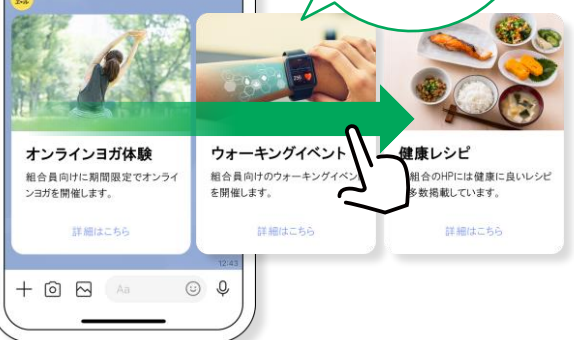 オンラインヨガ体験
組合員向けに期間限定でオンライ
ンヨガを開催します。
詳細はこちら
ウォーキングイベント
組合員向けのウォーキングイベン
を開催します。
詳細はこちら
健康レシピ
組合のHPには健康に良いレシピ
多数掲載しています。
詳細はこちら
12:43
Aa